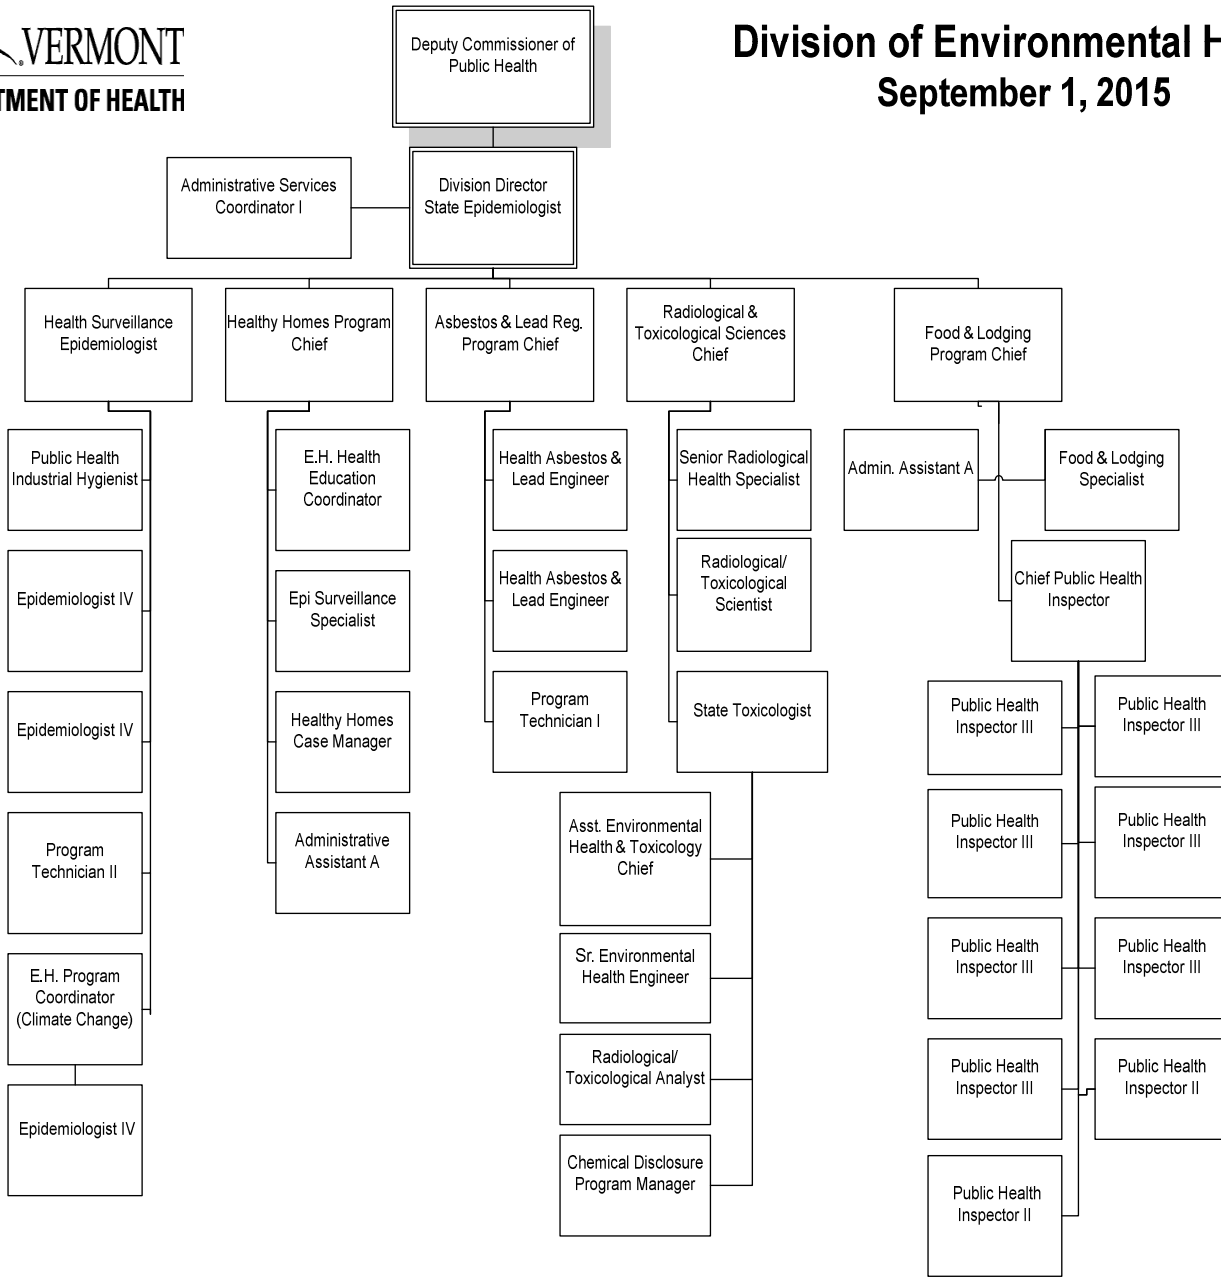 VERMONT
TMENT OF HEALTH
Division of Environmental H
September 1, 2015
Deputy Commissioner of
Public Health
Administrative Services
Coordinator I
Division Director
State Epidemiologist
Health Surveillance
Epidemiologist
Healthy Homes Program
Chief
Asbestos & Lead Reg.
Program Chief
Radiological &
Toxicological Sciences
Chief
Food & Lodging
Program Chief
Public Health
Industrial Hygienist
Epidemiologist IV
Epidemiologist IV
Program
Technician II
E.H. Program
Coordinator
(Climate Change)
Epidemiologist IV
E.H. Health
Education
Coordinator
Epi Surveillance
Specialist
Healthy Homes
Case Manager
Administrative
Assistant A
Health Asbestos &
Lead Engineer
Health Asbestos &
Lead Engineer
Program
Technician I
Senior Radiological
Health Specialist
Radiological/
Toxicological
Scientist
State Toxicologist
Asst. Environmental
Health & Toxicology
Chief
Sr. Environmental
Health Engineer
Radiological/
Toxicological Analyst
Chemical Disclosure
Program Manager
Admin. Assistant A
Food & Lodging
Specialist
Chief Public Health
Inspector
Public Health
Inspector III
Public Health
Inspector III
Public Health
Inspector III
Public Health
Inspector III
Public Health
Inspector III
Public Health
Inspector III
Public Health
Inspector III
Public Health
Inspector II
Public Health
Inspector II